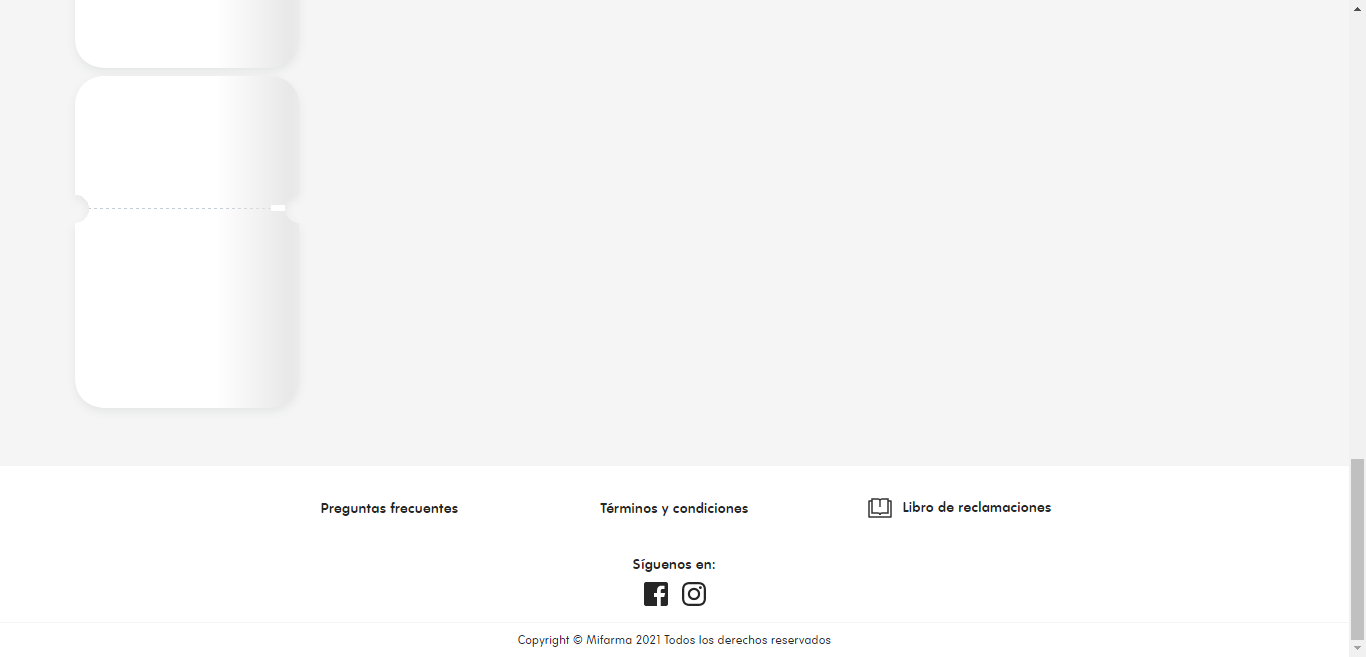 Preguntas frecuentes
Términos y condiciones
Libro de reclamaciones
Síguenos en:
Copyright © Mifarma 2021 Todos los derechos reservados